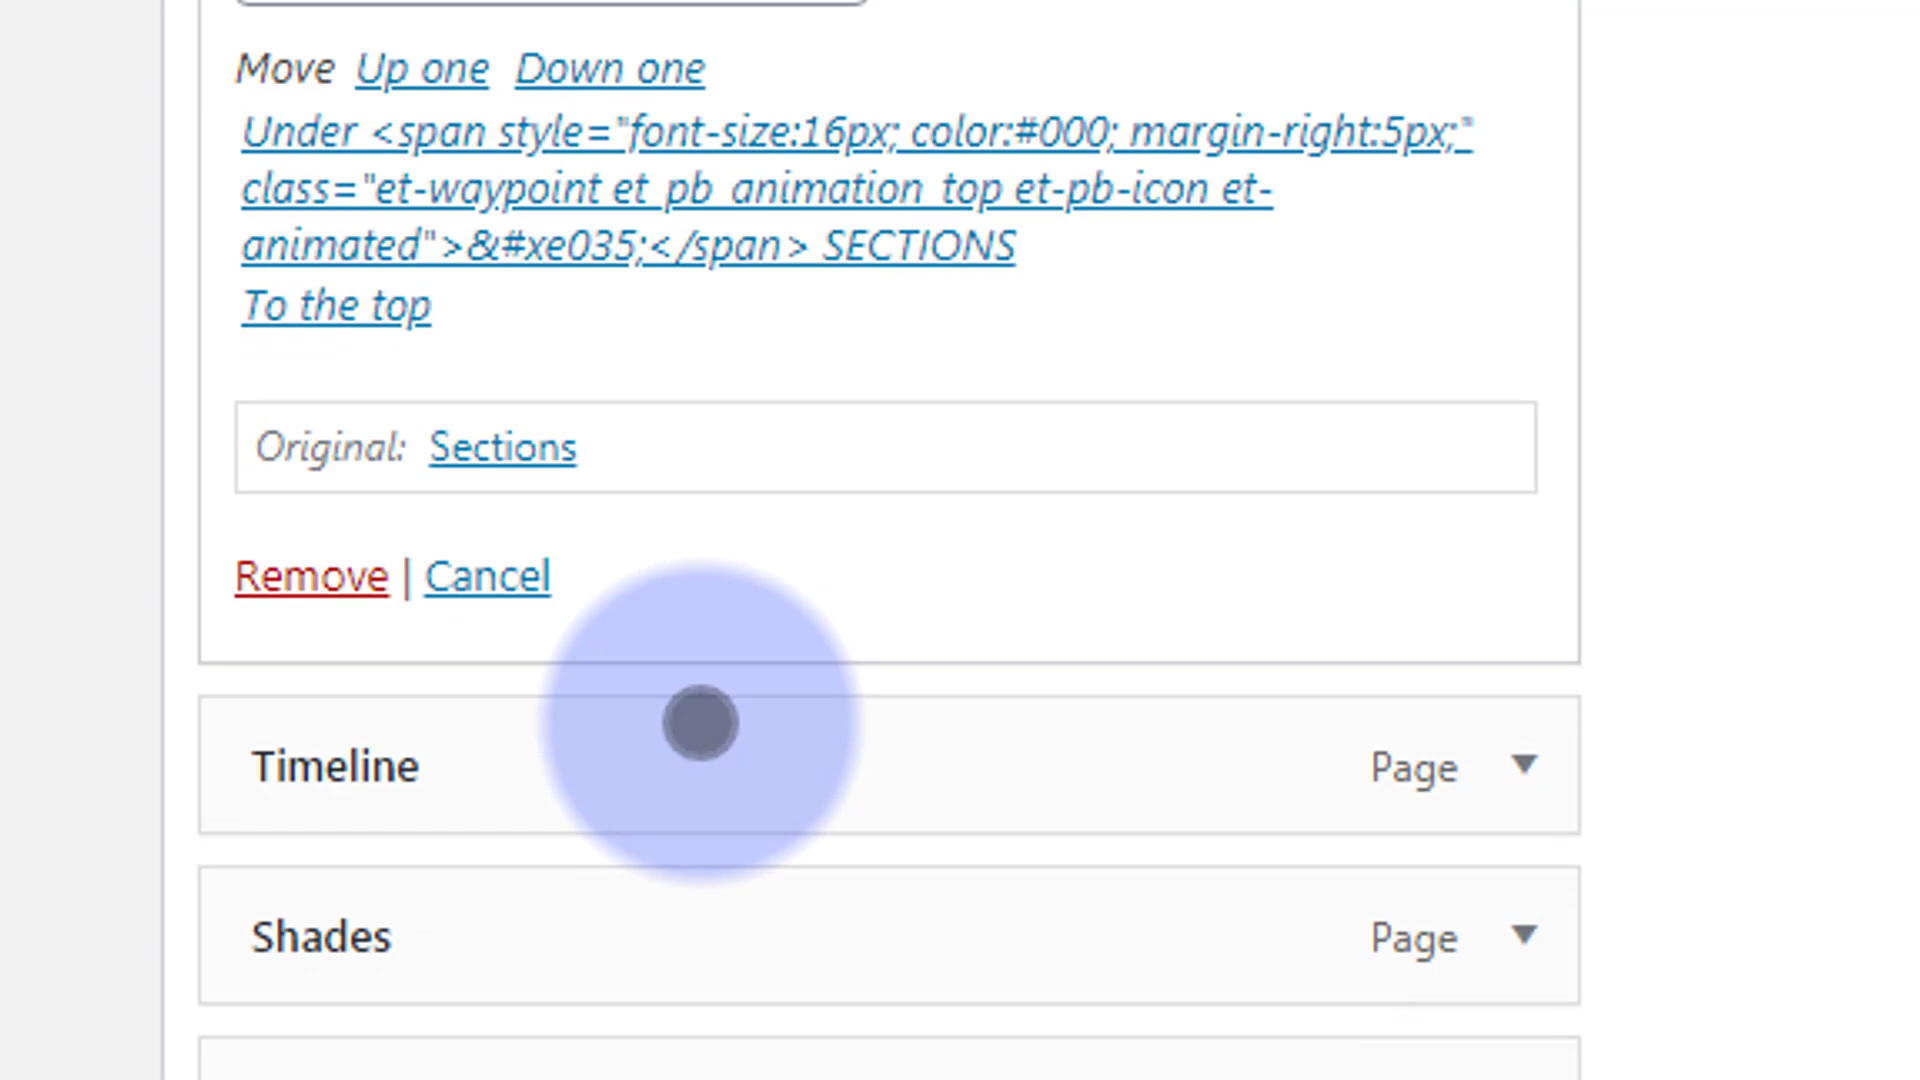 Move Up one Down one
Under <span style="font-size:16px; color:#000; margin-right:5px;"
class="et-waypoint et_pb_animation_top et-pb-icon et-
animated">&#xe035;</span> SECTIONS
To the top
Original: Sections
Remove | Cancel
Timeline Page
Shades Page